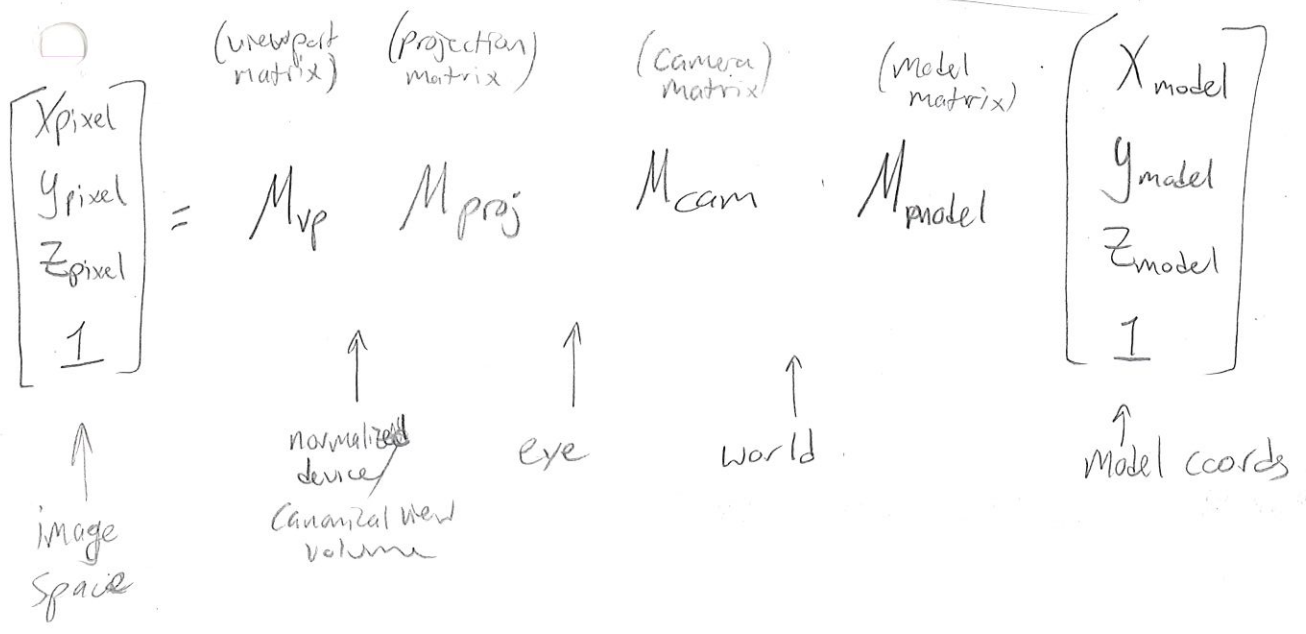 (viewport matrix) (projection matrix) (camera matrix) (model matrix)
[Xpixel ypixel Zpixel 1] = Mvp Mproj Mcam · Mmodel [Xmodel ymodel Zmodel 1]
normalized
device/
Canonical view
volume
eye
world
model coords
image
space